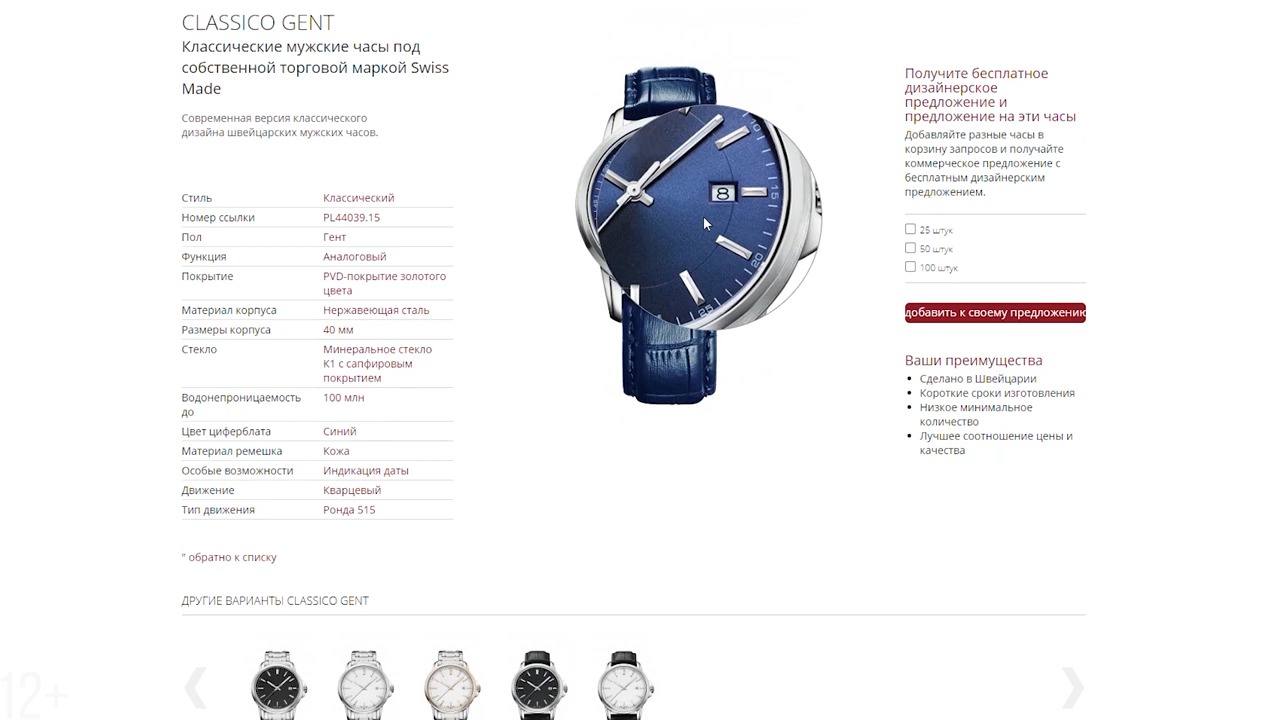 CLASSICO GENT
Классические мужские часы под
собственной торговой маркой Swiss
Made
Современная версия классического
дизайна швейцарских мужских часов.
Стиль Классический
Номер ссылки PL44039.15
Пол Гент
Функция Аналоговый
Покрытие PVD-покрытие золотого
цвета
Материал корпуса Нержавеющая сталь
Размеры корпуса 40 мм
Стекло Минеральное стекло
K1 с сапфировым
покрытием
Водонепроницаемость 100 млн
до
Цвет циферблата Синий
Материал ремешка Кожа
Особые возможности Индикация даты
Движение Кварцевый
Тип движения Ронда 515
" обратно к списку
10
8
15
20
25
Получите бесплатное
дизайнерское
предложение и
предложение на эти часы
Добавляйте разные часы в
корзину запросов и получайте
коммерческое предложение с
бесплатным дизайнерским
предложением.
25 штук
50 штук
100 штук
добавить к своему предложению
Ваши преимущества
Сделано в Швейцарии
Короткие сроки изготовления
Низкое минимальное
количество
Лучшее соотношение цены и
качества
ДРУГИЕ ВАРИАНТЫ CLASSICO GENT
12+